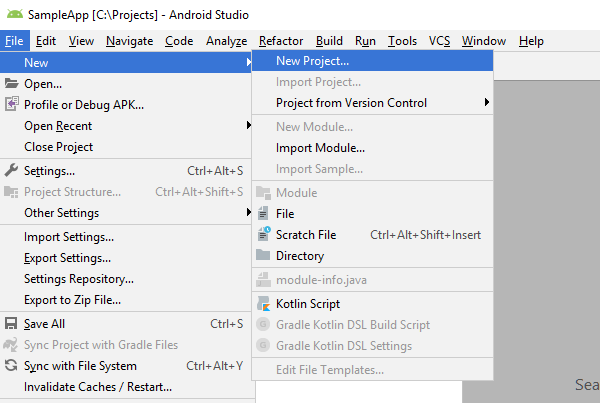 SampleApp [C:\Projects] - Android Studio
File Edit View Navigate Code Analyze Refactor Build Run Tools VCS Window Help
New
Open...
Profile or Debug APK...
Open Recent
Close Project
Settings... Ctrl+Alt+S
Project Structure... Ctrl+Alt+Shift+S
Other Settings
Import Settings...
Export Settings...
Settings Repository...
Export to Zip File...
Save All Ctrl+S
Sync Project with Gradle Files
Sync with File System Ctrl+Alt+Y
Invalidate Caches / Restart...
New Project...
Import Project...
Project from Version Control
New Module...
Import Module...
Import Sample...
Module
File
Scratch File Ctrl+Alt+Shift+Insert
Directory
module-info.java
Kotlin Script
Gradle Kotlin DSL Build Script
Gradle Kotlin DSL Settings
Edit File Templates...
Sea